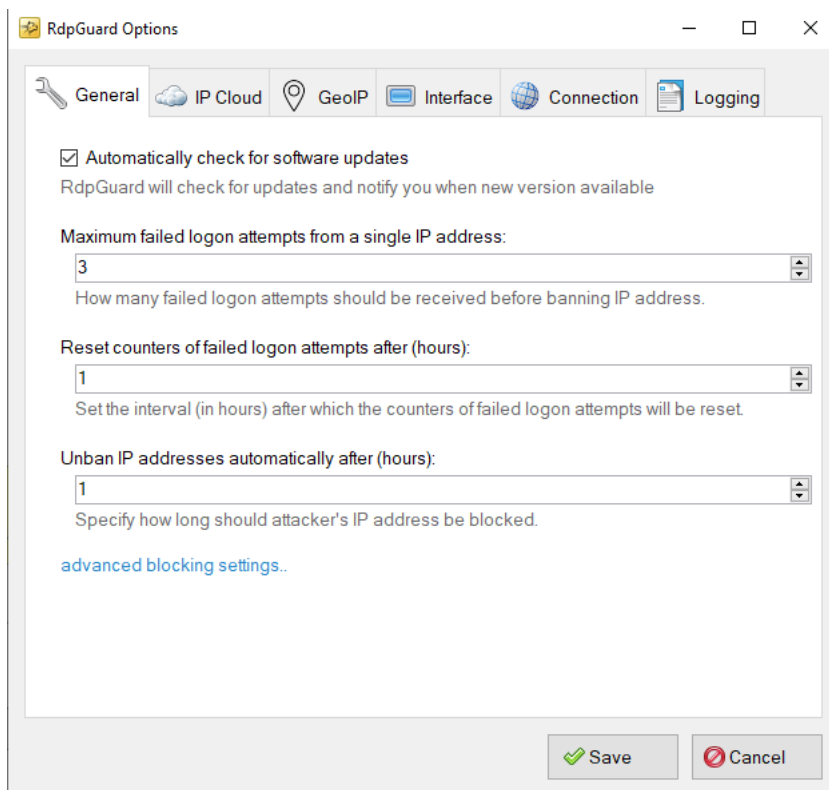 RdpGuard Options
General
IP Cloud
GeoIP
Interface
Connection
Logging
Automatically check for software updates
RdpGuard will check for updates and notify you when new version available
Maximum failed logon attempts from a single IP address:
3
How many failed logon attempts should be received before banning IP address.
Reset counters of failed logon attempts after (hours):
1
Set the interval (in hours) after which the counters of failed logon attempts will be reset.
Unban IP addresses automatically after (hours):
1
Specify how long should attacker's IP address be blocked.
advanced blocking settings..
Save
Cancel